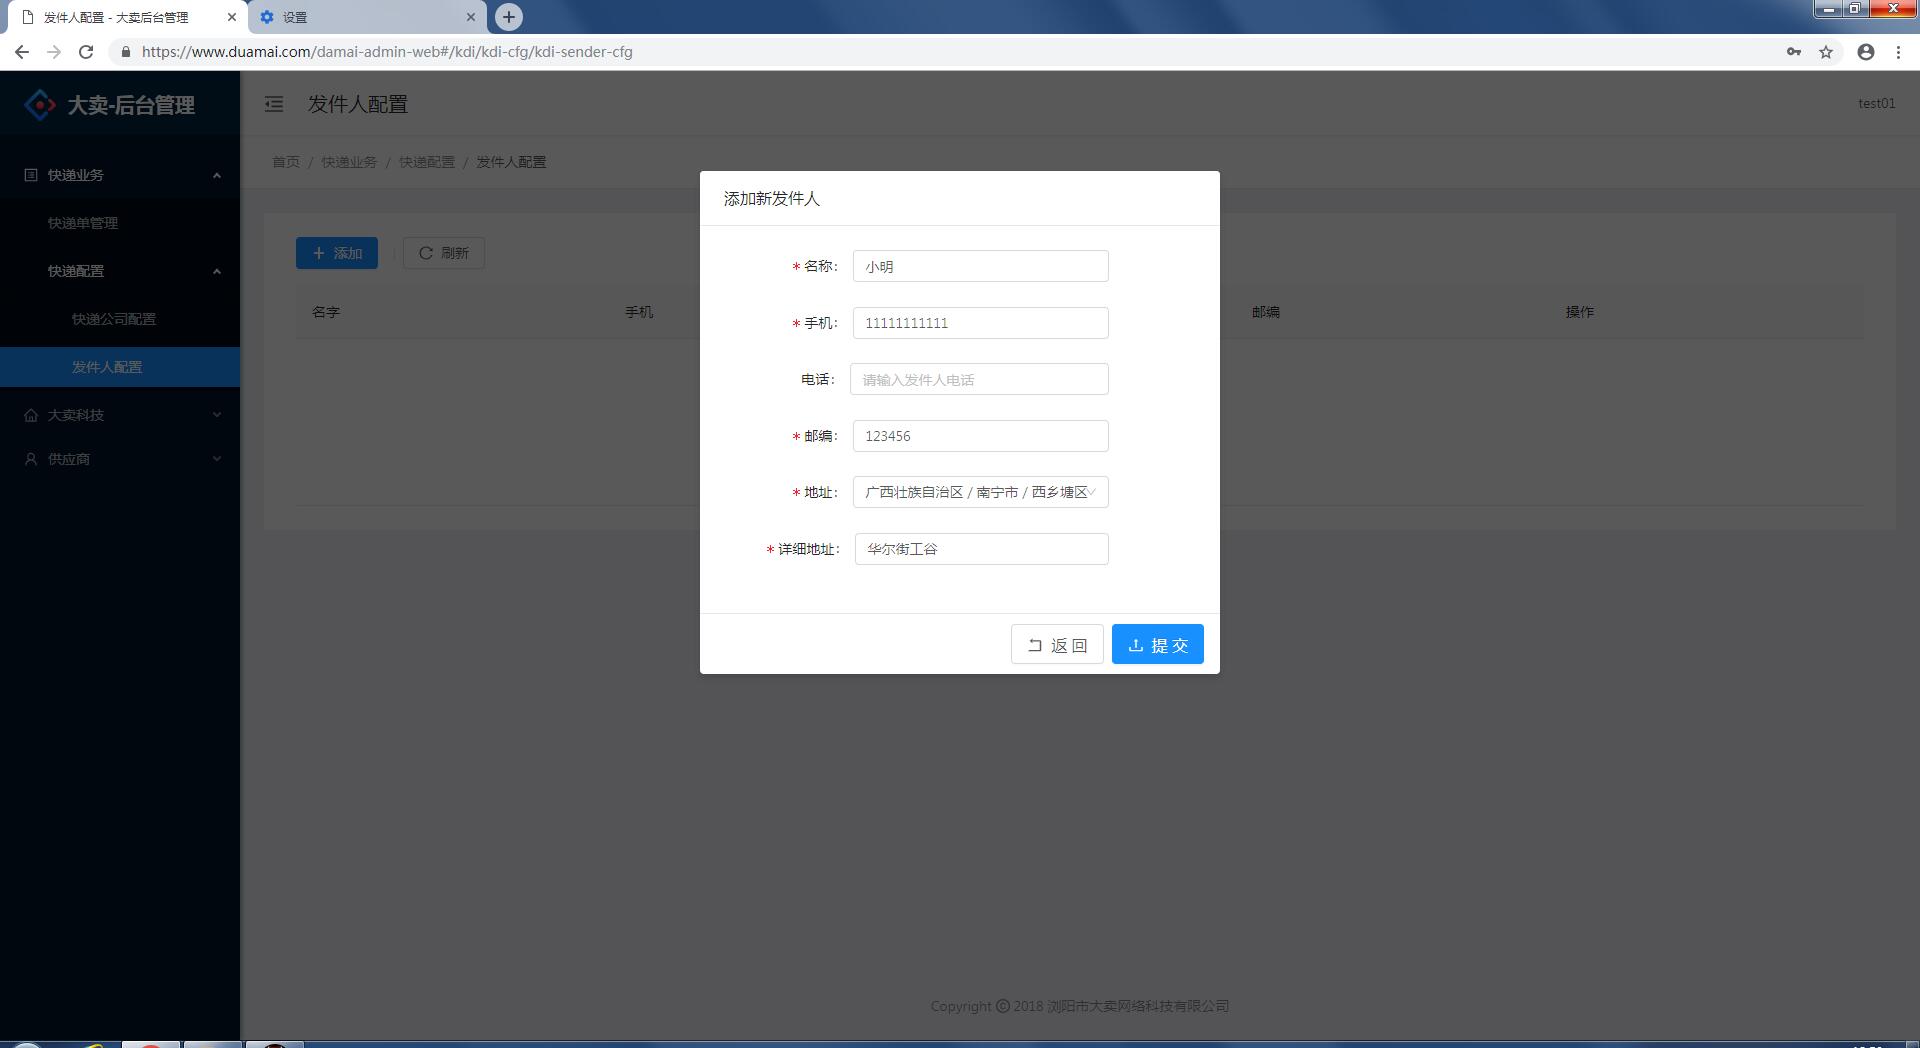 发件人配置 - 大卖后台管理
设置
https://www.duamai.com/damai-admin-web#/kdi/kdi-cfg/kdi-sender-cfg
大卖-后台管理
发件人配置
test01
首页 / 快递业务 / 快递配置 / 发件人配置
快递业务
快递单管理
快递配置
快递公司配置
发件人配置
大卖科技
供应商
添加
刷新
名字 手机 邮编 操作
添加新发件人
* 名称: 小明
* 手机: 11111111111
电话: 请输入发件人电话
* 邮编: 123456
* 地址: 广西壮族自治区 / 南宁市 / 西乡塘区
* 详细地址: 华尔街工谷
返 回
提 交
Copyright © 2018 浏阳市大卖网络科技有限公司